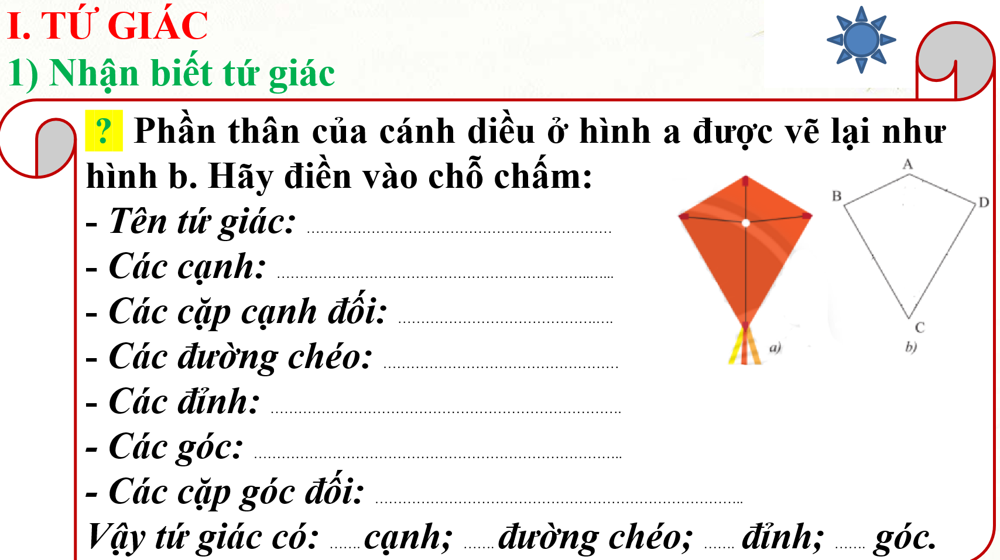 I. TỨ GIÁC
1) Nhận biết tứ giác
? Phần thân của cánh diều ở hình a được vẽ lại như
hình b. Hãy điền vào chỗ chấm:
- Tên tứ giác: ......................................................
- Các cạnh: ......................................................
- Các cặp cạnh đối: ..........................................
- Các đường chéo: ..........................................
- Các đỉnh: ......................................................
- Các góc: ......................................................
- Các cặp góc đối: ......................................................
Vậy tứ giác có: ....... cạnh; ....... đường chéo; ....... đỉnh; ....... góc.
A
B
D
C
a)
b)